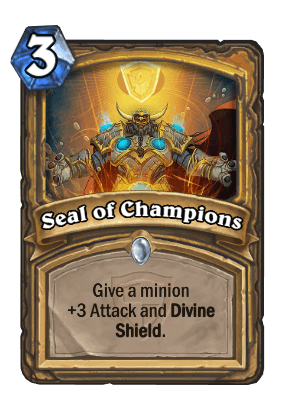 3
Seal of Champions
Give a minion
+3 Attack and Divine
Shield.